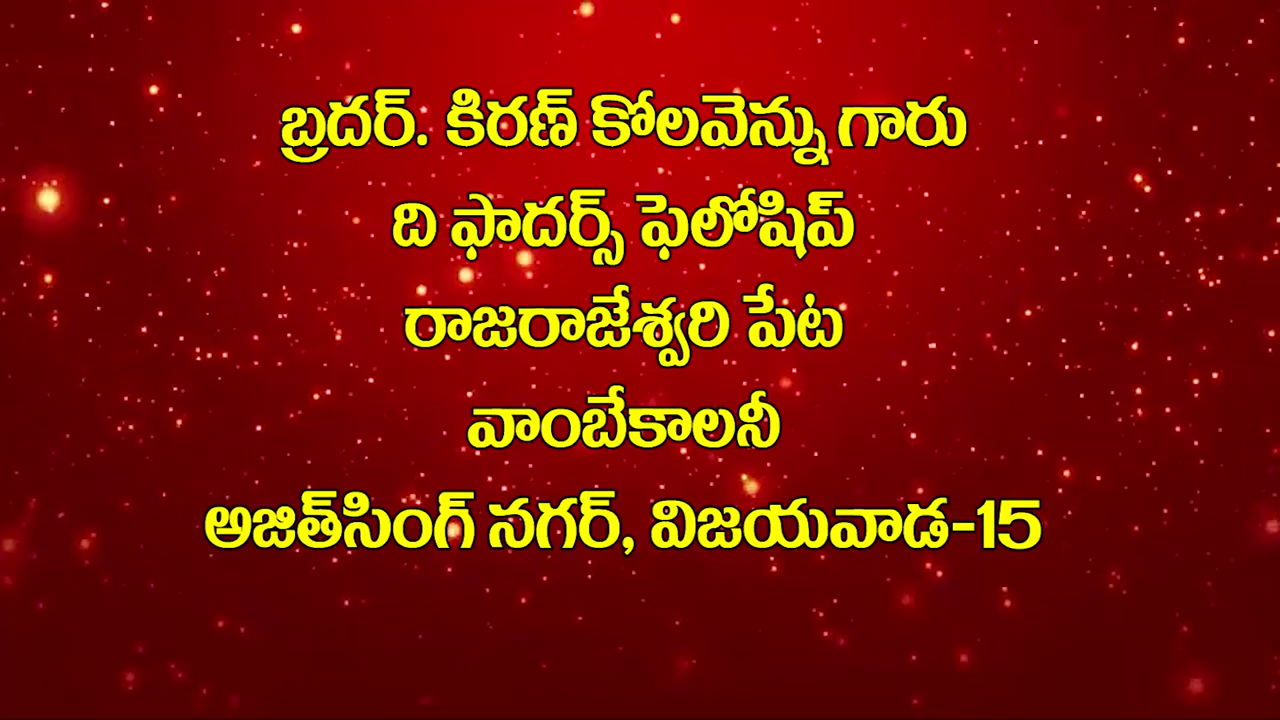 బ్రదర్. కిరణ్ కోలవెన్ను గారు
ది ఫాదర్స్ ఫెలోషిప్
రాజరాజేశ్వరి పేట
వాంబేకాలనీ
అజిత్‌సింగ్ నగర్, విజయవాడ-15